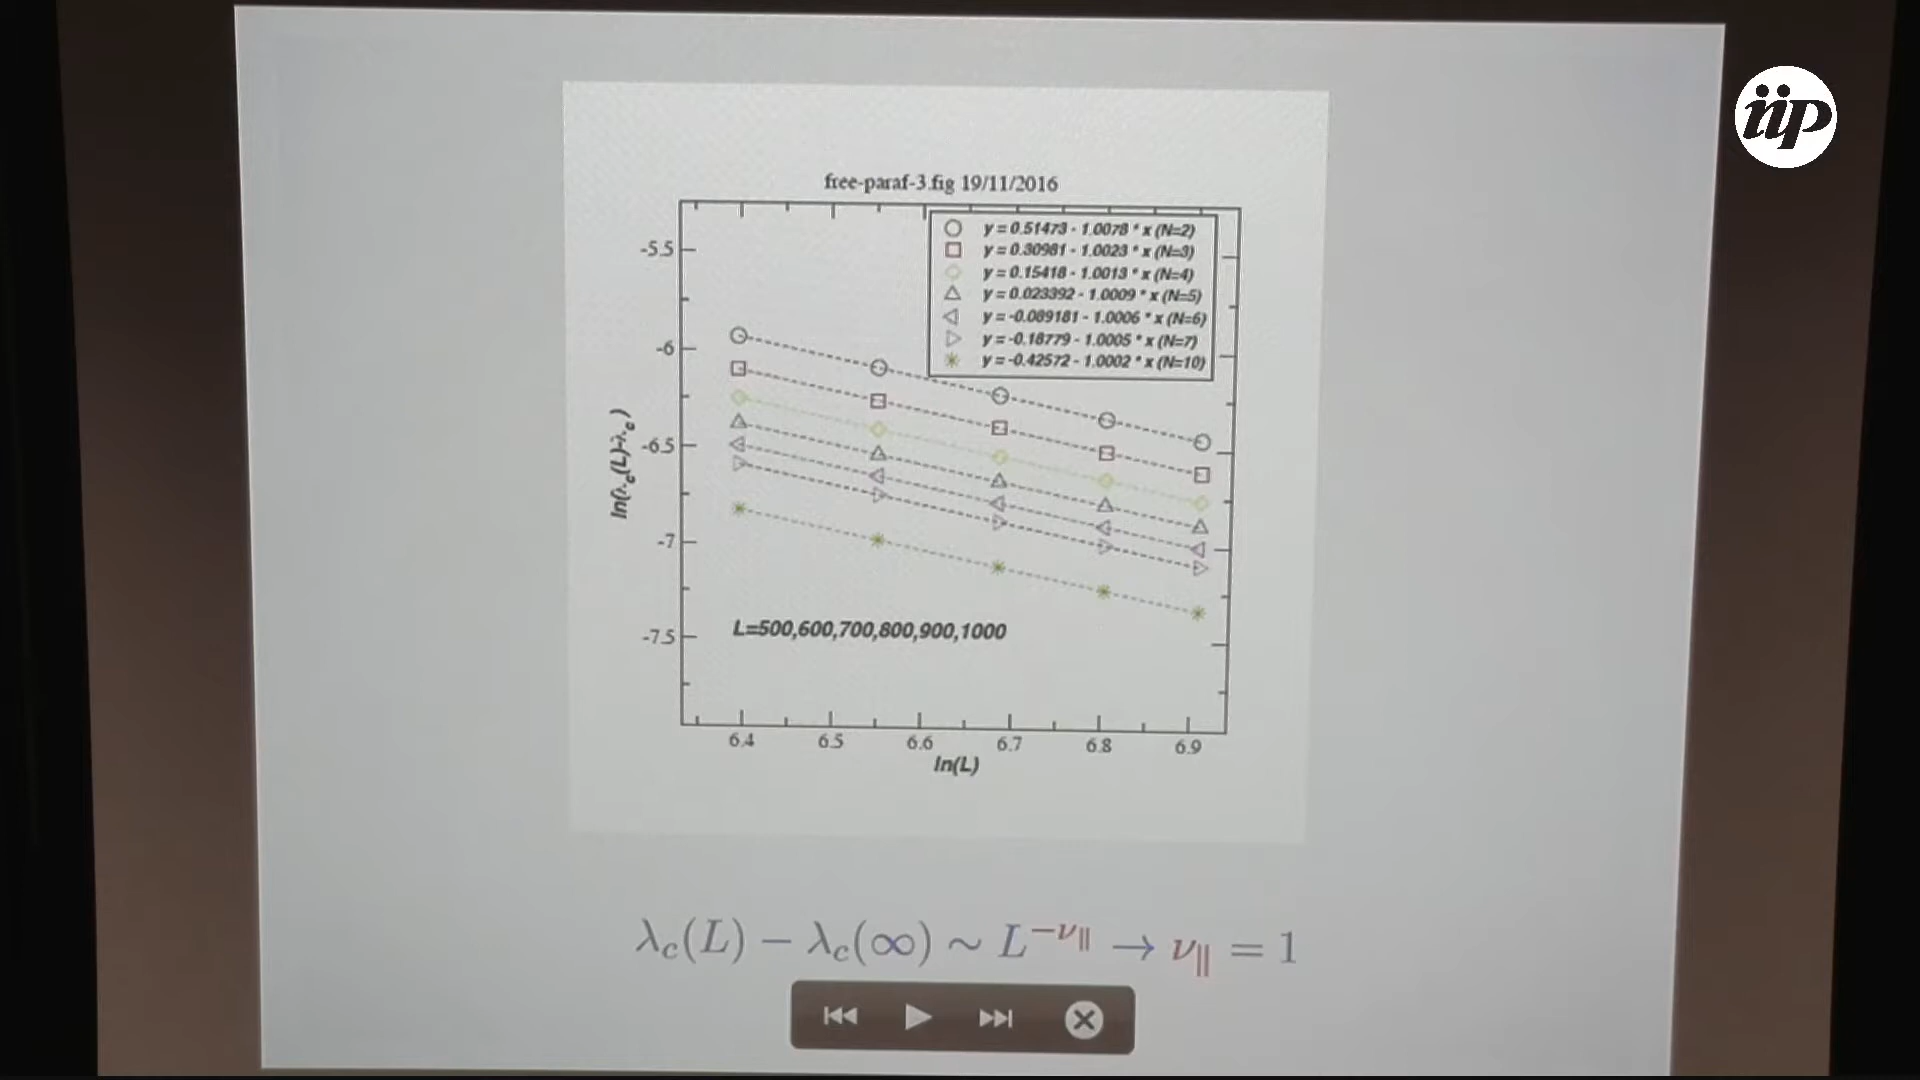 iip
free-paraf-3.fig 19/11/2016
y = 0.51473 - 1.0078 * x (N=2)
y = 0.30981 - 1.0023 * x (N=3)
y = 0.15418 - 1.0013 * x (N=4)
y = 0.023392 - 1.0009 * x (N=5)
y = -0.089181 - 1.0006 * x (N=6)
y = -0.18779 - 1.0005 * x (N=7)
y = -0.42572 - 1.0002 * x (N=10)
-5.5
-6
-6.5
-7
-7.5
ln(λc(L)-λc)
L=500,600,700,800,900,1000
6.4 6.5 6.6 6.7 6.8 6.9
ln(L)
λc(L) − λc(∞) ∼ L^−ν∥ → ν∥ = 1